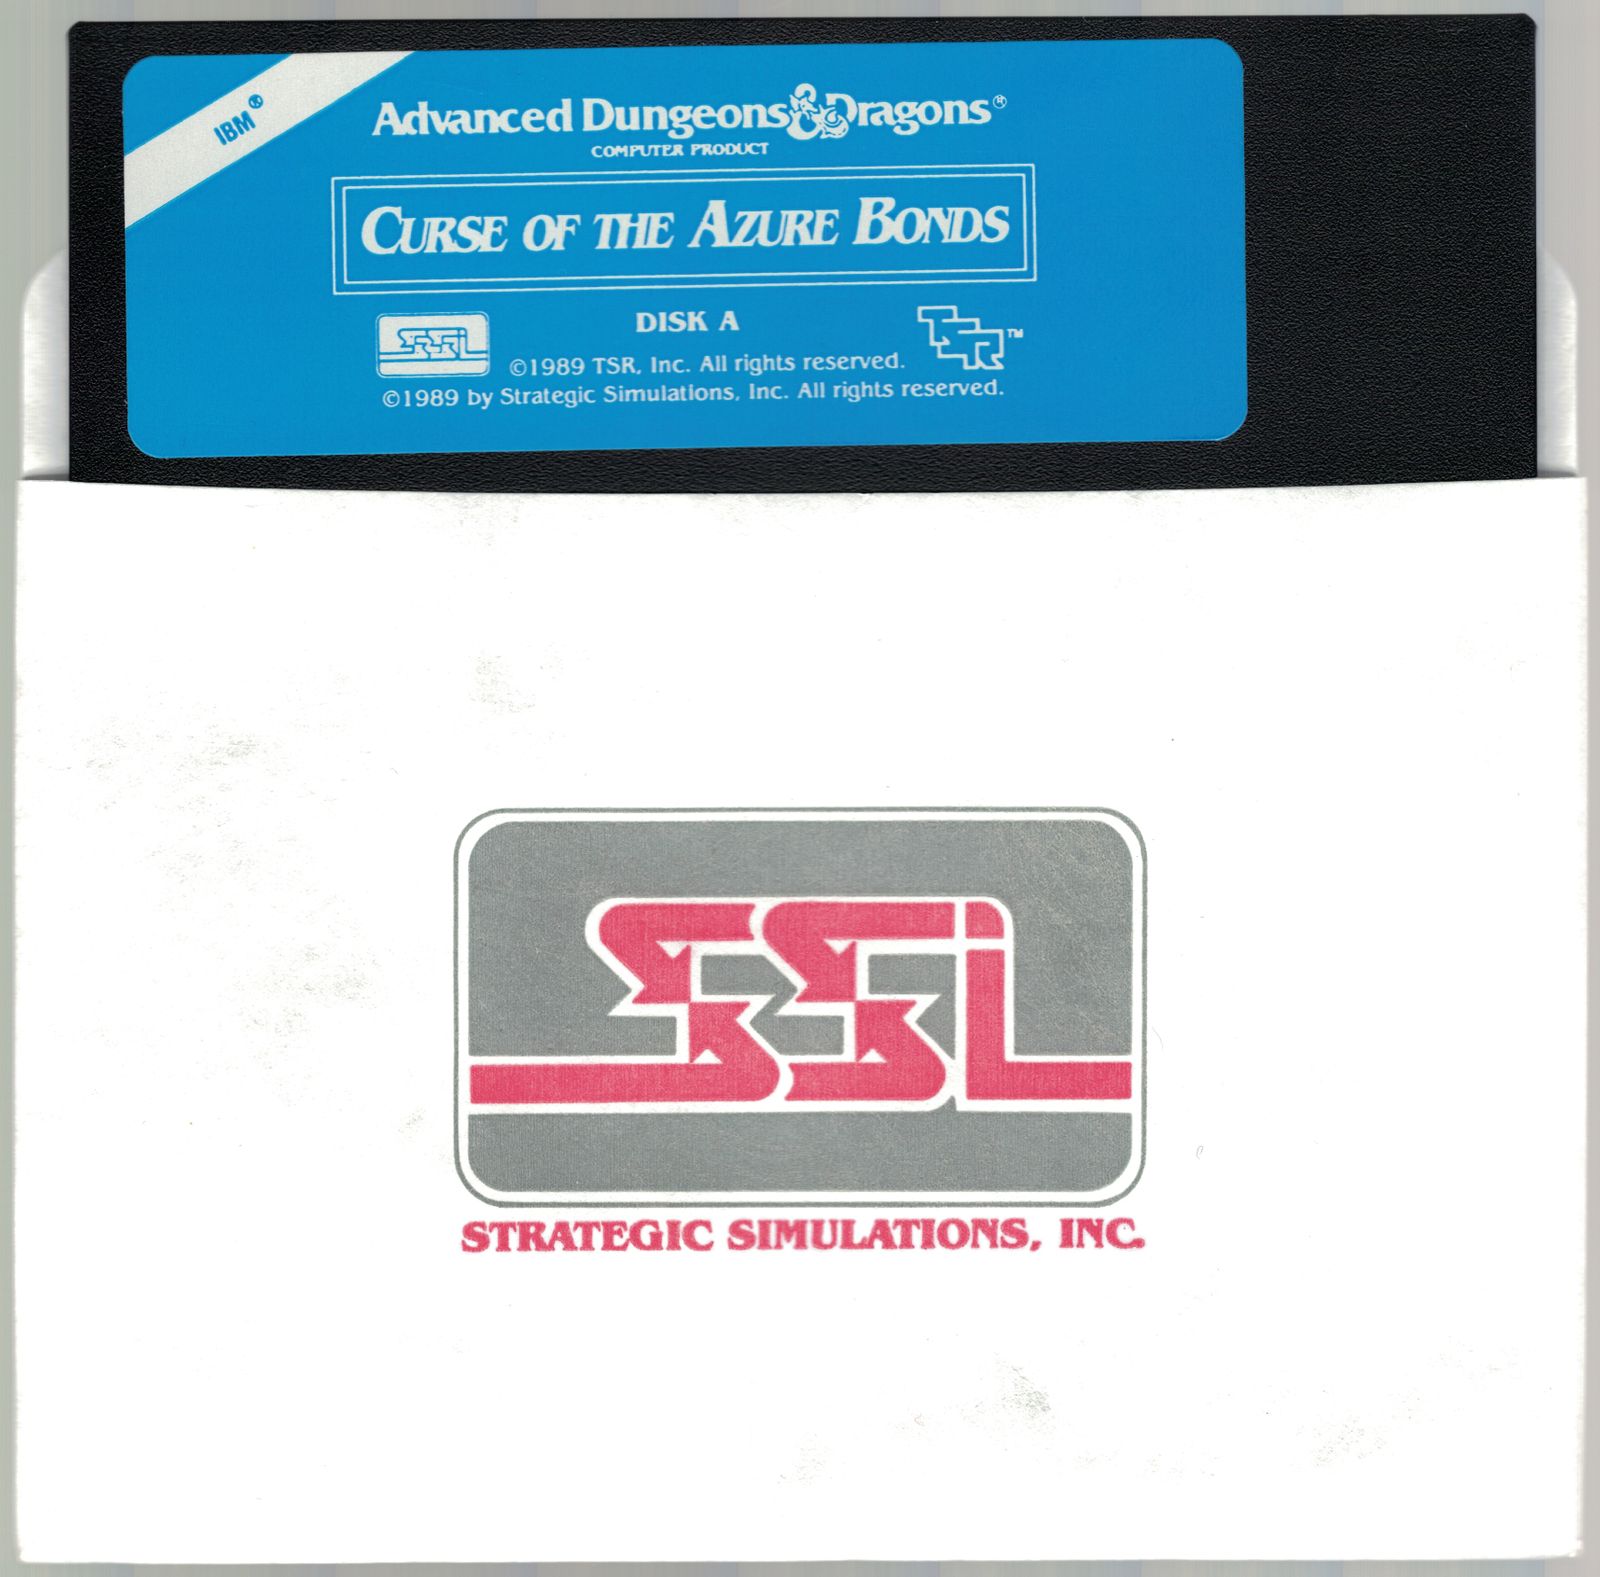 IBM®
Advanced Dungeons & Dragons®
COMPUTER PRODUCT
CURSE OF THE AZURE BONDS
DISK A
SSI
TSR™
©1989 TSR, Inc. All rights reserved.
©1989 by Strategic Simulations, Inc. All rights reserved.
SSI
STRATEGIC SIMULATIONS, INC.